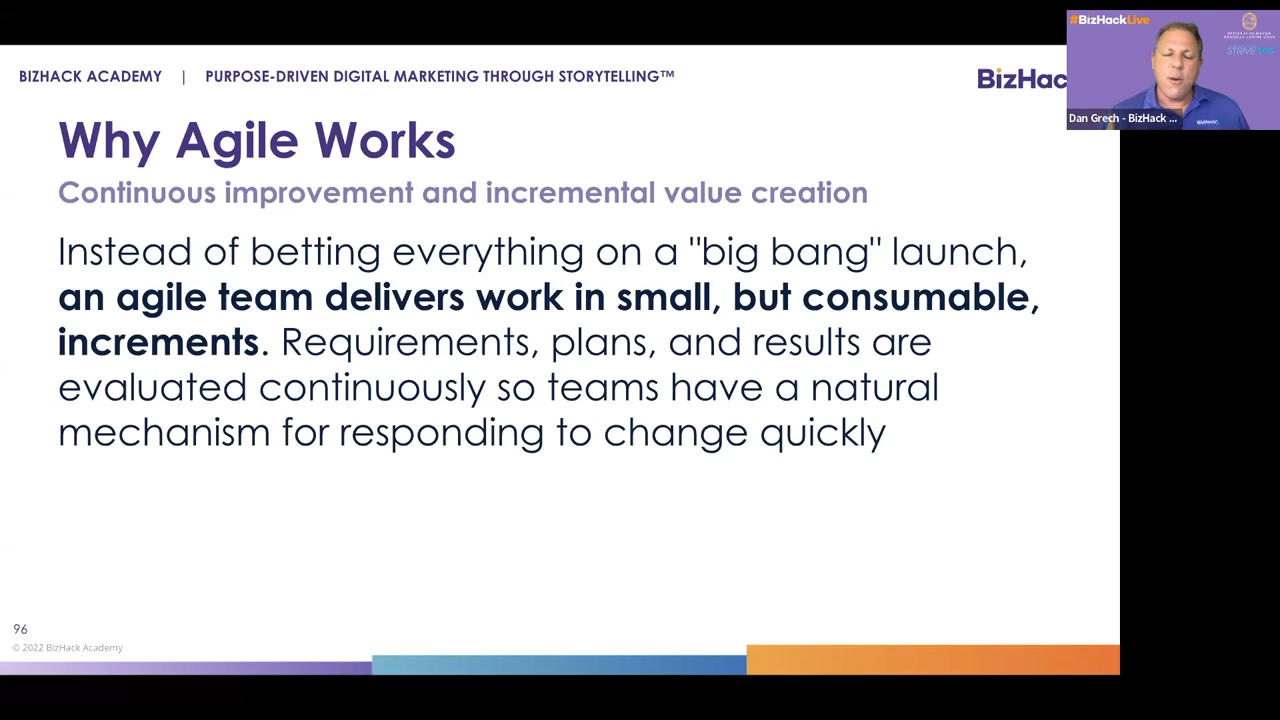 #BizHackLive
BIZHACK ACADEMY | PURPOSE-DRIVEN DIGITAL MARKETING THROUGH STORYTELLING™
BizHac
Dan Grech - BizHack ...
Why Agile Works
Continuous improvement and incremental value creation
Instead of betting everything on a "big bang" launch,
an agile team delivers work in small, but consumable,
increments. Requirements, plans, and results are
evaluated continuously so teams have a natural
mechanism for responding to change quickly
96
© 2022 BizHack Academy